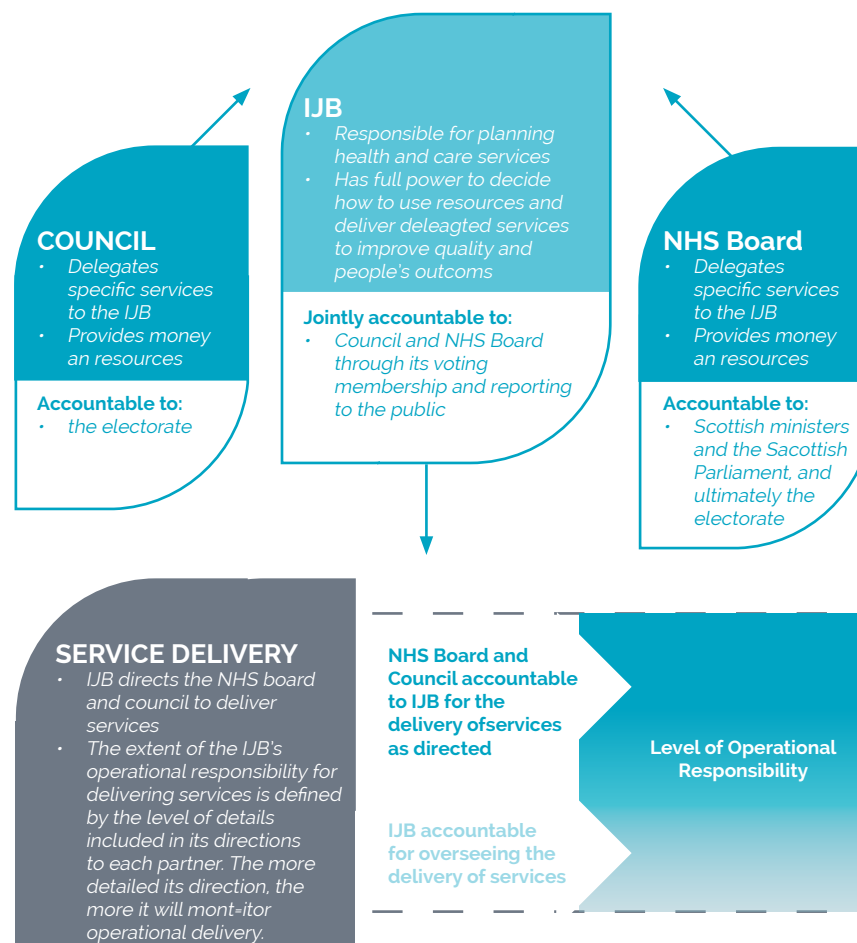 IJB
• Responsible for planning
health and care services
• Has full power to decide
how to use resources and
deliver deleagted services
to improve quality and
people's outcoms
Jointly accountable to:
• Council and NHS Board
through its voting
membership and reporting
to the public
COUNCIL
• Delegates
specific services
to the IJB
• Provides money
an resources
Accountable to:
• the electorate
NHS Board
• Delegates
specific services
to the IJB
• Provides money
an resources
Accountable to:
• Scottish ministers
and the Sacottish
Parliament, and
ultimately the
electorate
SERVICE DELIVERY
• IJB directs the NHS board
and council to deliver
services
• The extent of the IJB's
operational responsibility for
delivering services is defined
by the level of details
included in its directions
to each partner. The more
detailed its direction, the
more it will mont=itor
operational delivery.
NHS Board and
Council accountable
to IJB for the
delivery ofservices
as directed
IJB accountable
for overseeing the
delivery of services
Level of Operational
Responsibility